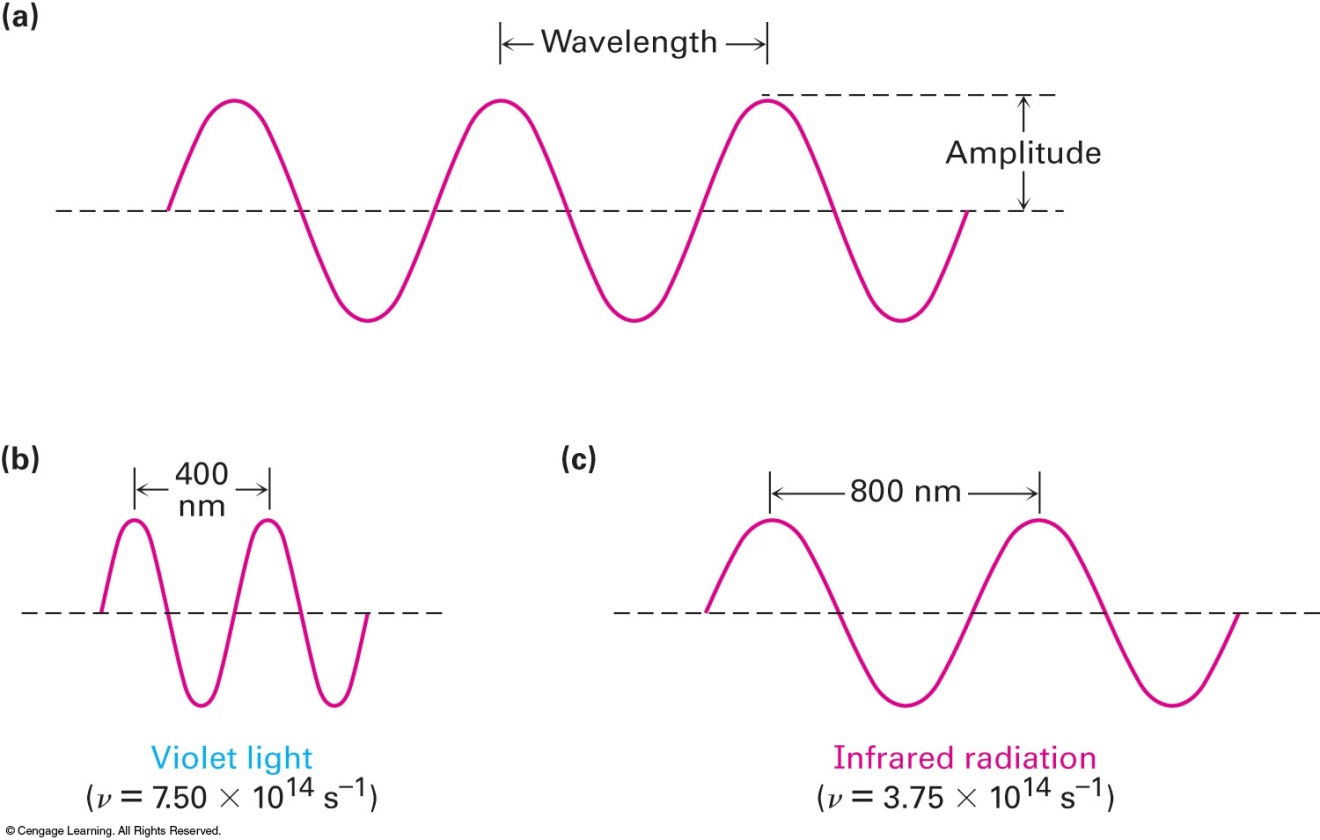 (a)
Wavelength
Amplitude
(b)
400
nm
(c)
800 nm
Violet light
(ν = 7.50 × 10¹⁴ s⁻¹)
Infrared radiation
(ν = 3.75 × 10¹⁴ s⁻¹)
© Cengage Learning. All Rights Reserved.